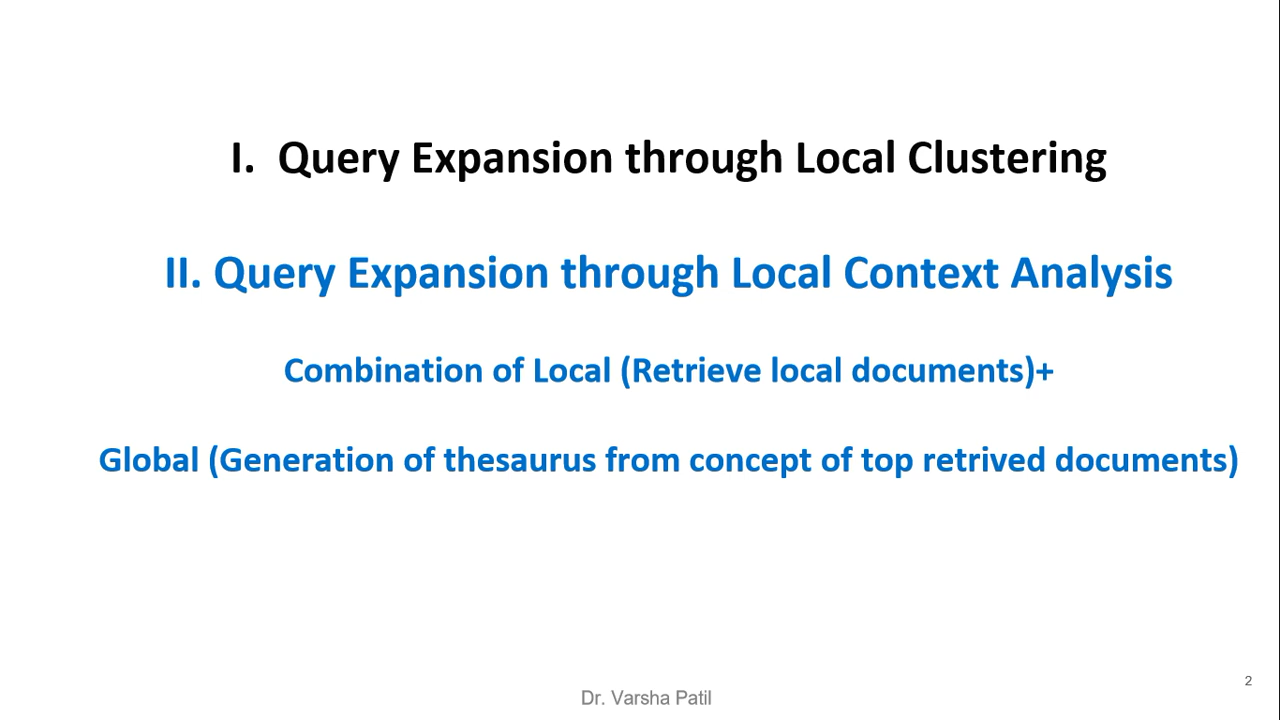 I. Query Expansion through Local Clustering
II. Query Expansion through Local Context Analysis
Combination of Local (Retrieve local documents)+
Global (Generation of thesaurus from concept of top retrived documents)
Dr. Varsha Patil
2